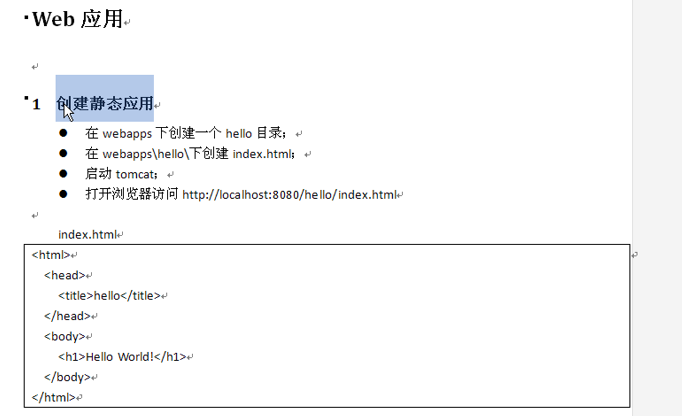 Web 应用
1 创建静态应用
● 在 webapps 下创建一个 hello 目录；
● 在 webapps\hello\下创建 index.html；
● 启动 tomcat；
● 打开浏览器访问 http://localhost:8080/hello/index.html
index.html
<html>
<head>
<title>hello</title>
</head>
<body>
<h1>Hello World!</h1>
</body>
</html>